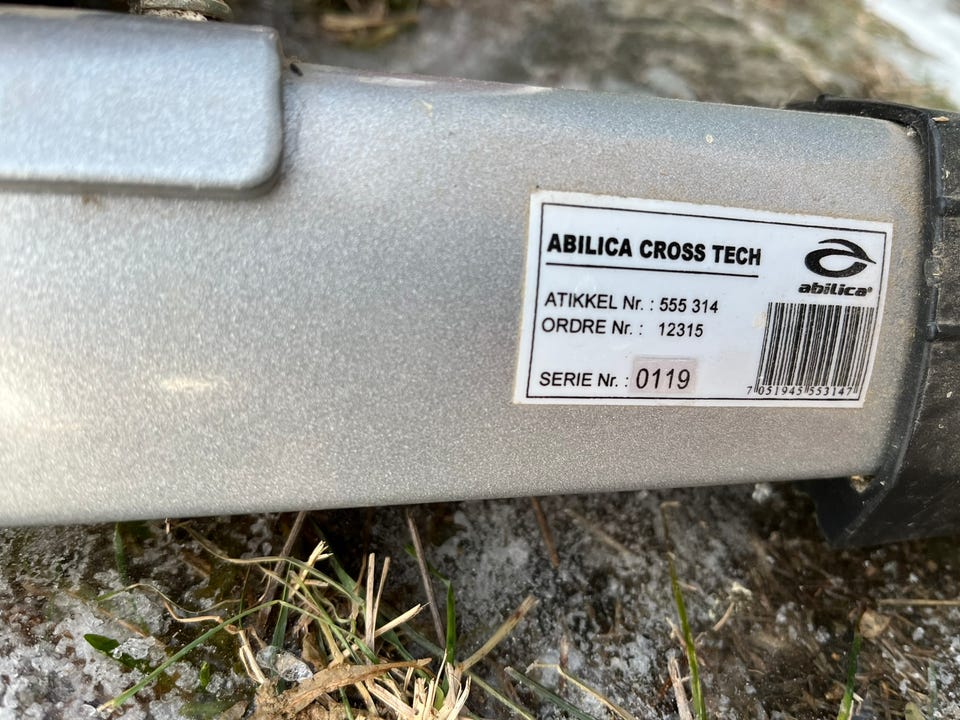 ABILICA CROSS TECH
abilica®
ATIKKEL Nr. : 555 314
ORDRE Nr. : 12315
SERIE Nr. : 0119
7 051945 553147